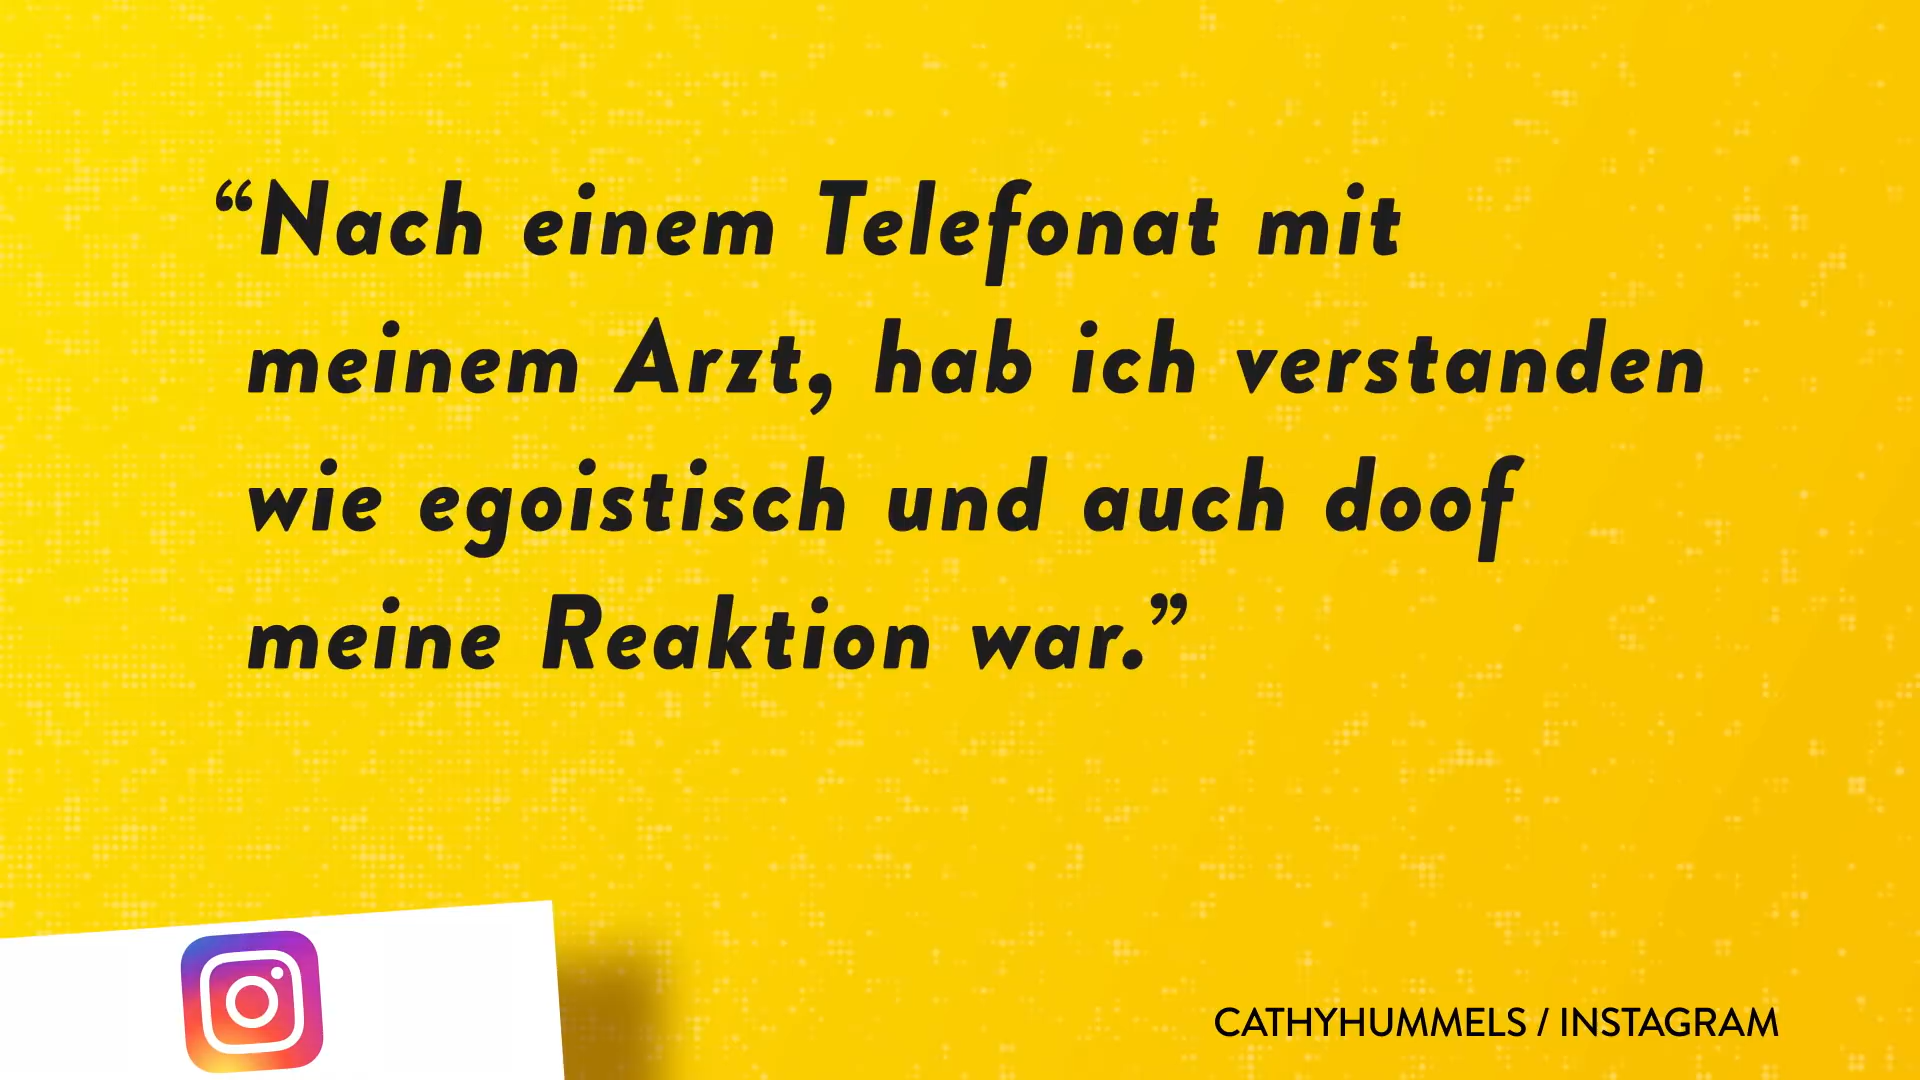 “Nach einem Telefonat mit
meinem Arzt, hab ich verstanden
wie egoistisch und auch doof
meine Reaktion war.”
CATHYHUMMELS / INSTAGRAM